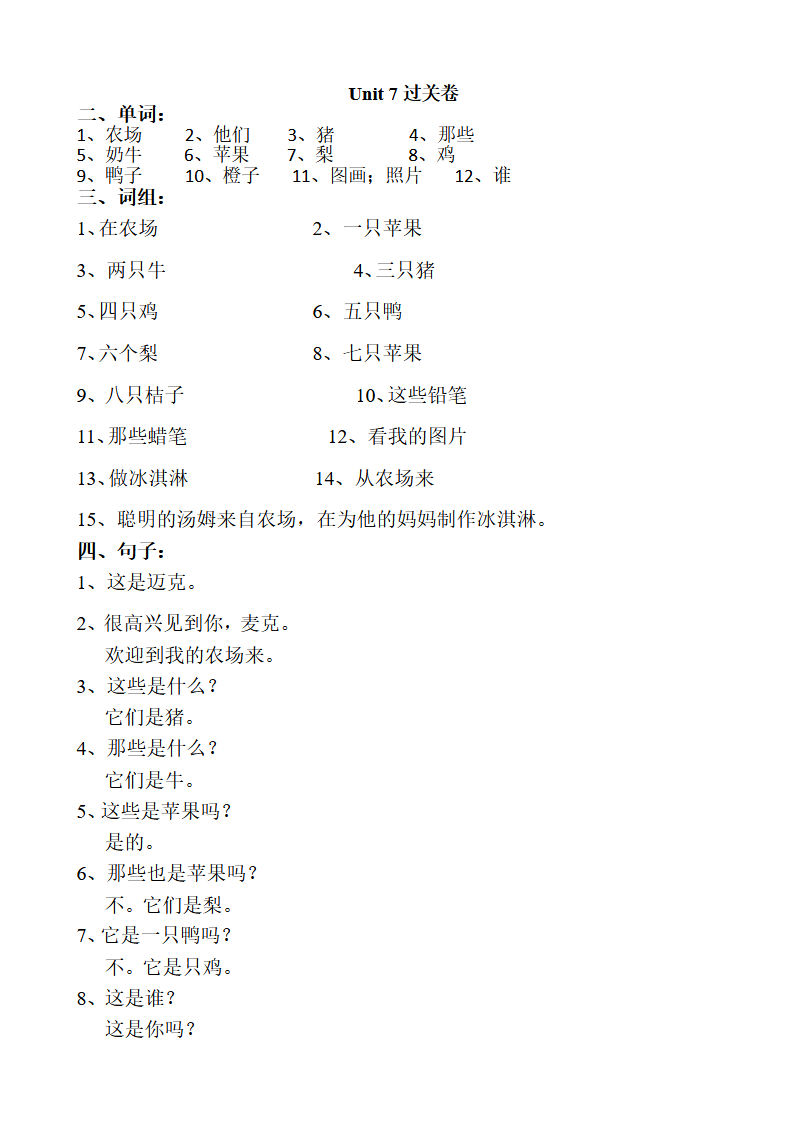 Unit 7 过关卷
二、单词：
1、农场 2、他们 3、猪 4、那些
5、奶牛 6、苹果 7、梨 8、鸡
9、鸭子 10、橙子 11、图画；照片 12、谁
三、词组：
1、在农场 2、一只苹果
3、两只牛 4、三只猪
5、四只鸡 6、五只鸭
7、六个梨 8、七只苹果
9、八只桔子 10、这些铅笔
11、那些蜡笔 12、看我的图片
13、做冰淇淋 14、从农场来
15、聪明的汤姆来自农场，在为他的妈妈制作冰淇淋。
四、句子：
1、这是迈克。
2、很高兴见到你，麦克。
欢迎到我的农场来。
3、这些是什么？
它们是猪。
4、那些是什么？
它们是牛。
5、这些是苹果吗？
是的。
6、那些也是苹果吗？
不。它们是梨。
7、它是一只鸭吗？
不。它是只鸡。
8、这是谁？
这是你吗？